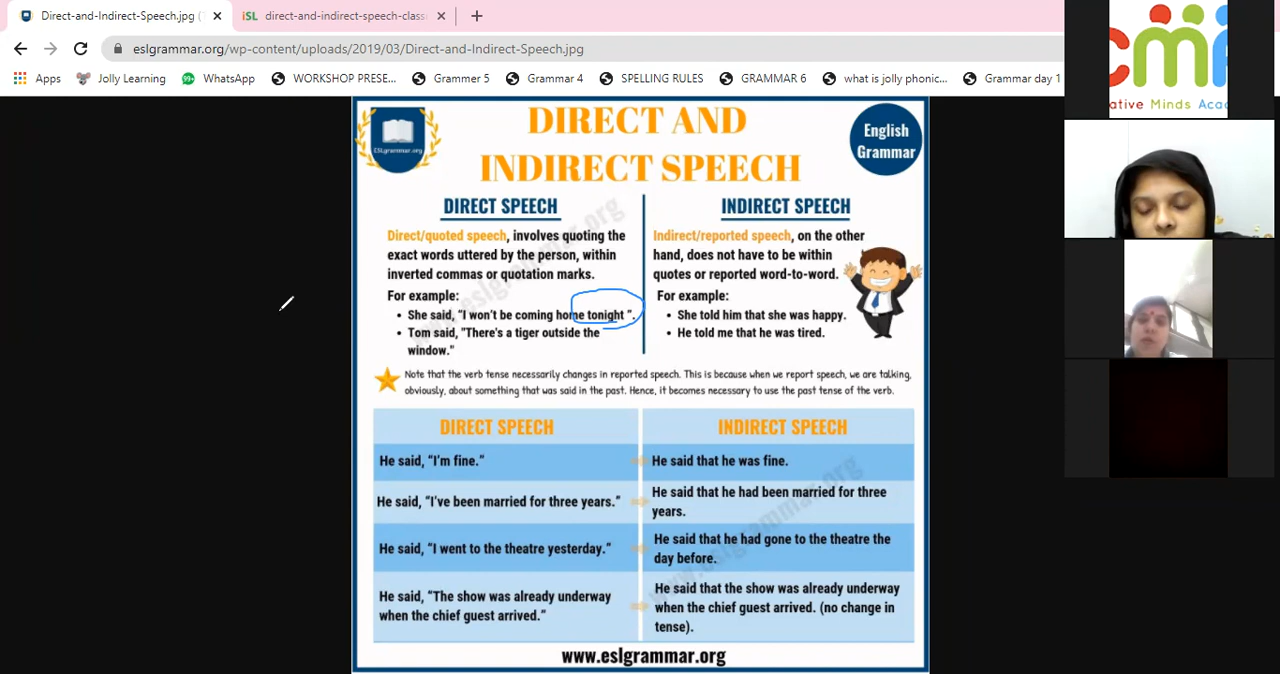 Direct-and-Indirect-Speech.jpg (
iSL direct-and-indirect-speech-class
eslgrammar.org/wp-content/uploads/2019/03/Direct-and-Indirect-Speech.jpg
Apps Jolly Learning 99+ WhatsApp WORKSHOP PRESE... Grammer 5 Grammar 4 SPELLING RULES GRAMMAR 6 what is jolly phonic... Grammar day 1
ative Minds Aca
ESLgrammar.org
DIRECT AND
INDIRECT SPEECH
English
Grammar
DIRECT SPEECH
Direct/quoted speech, involves quoting the
exact words uttered by the person, within
inverted commas or quotation marks.
For example:
• She said, “I won't be coming home tonight ”.
• Tom said, "There's a tiger outside the
window."
INDIRECT SPEECH
Indirect/reported speech, on the other
hand, does not have to be within
quotes or reported word-to-word.
For example:
• She told him that she was happy.
• He told me that he was tired.
Note that the verb tense necessarily changes in reported speech. This is because when we report speech, we are talking,
obviously, about something that was said in the past. Hence, it becomes necessary to use the past tense of the verb.
DIRECT SPEECH INDIRECT SPEECH
He said, “I'm fine.” He said that he was fine.
He said, “I've been married for three years.” He said that he had been married for three
years.
He said, “I went to the theatre yesterday.” He said that he had gone to the theatre the
day before.
He said, “The show was already underway
when the chief guest arrived.”
He said that the show was already underway
when the chief guest arrived. (no change in
tense).
www.eslgrammar.org
www.eslgrammar.org
www.eslgrammar.org